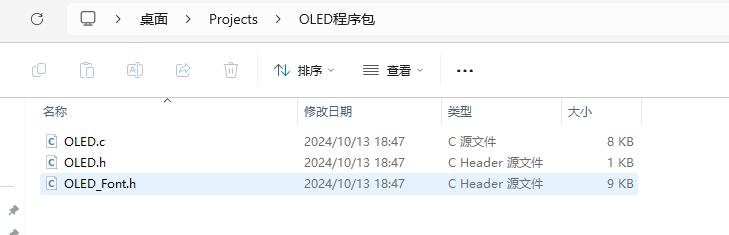 桌面 Projects OLED程序包
排序 查看
名称 修改日期 类型 大小
OLED.c 2024/10/13 18:47 C 源文件 8 KB
OLED.h 2024/10/13 18:47 C Header 源文件 1 KB
OLED_Font.h 2024/10/13 18:47 C Header 源文件 9 KB